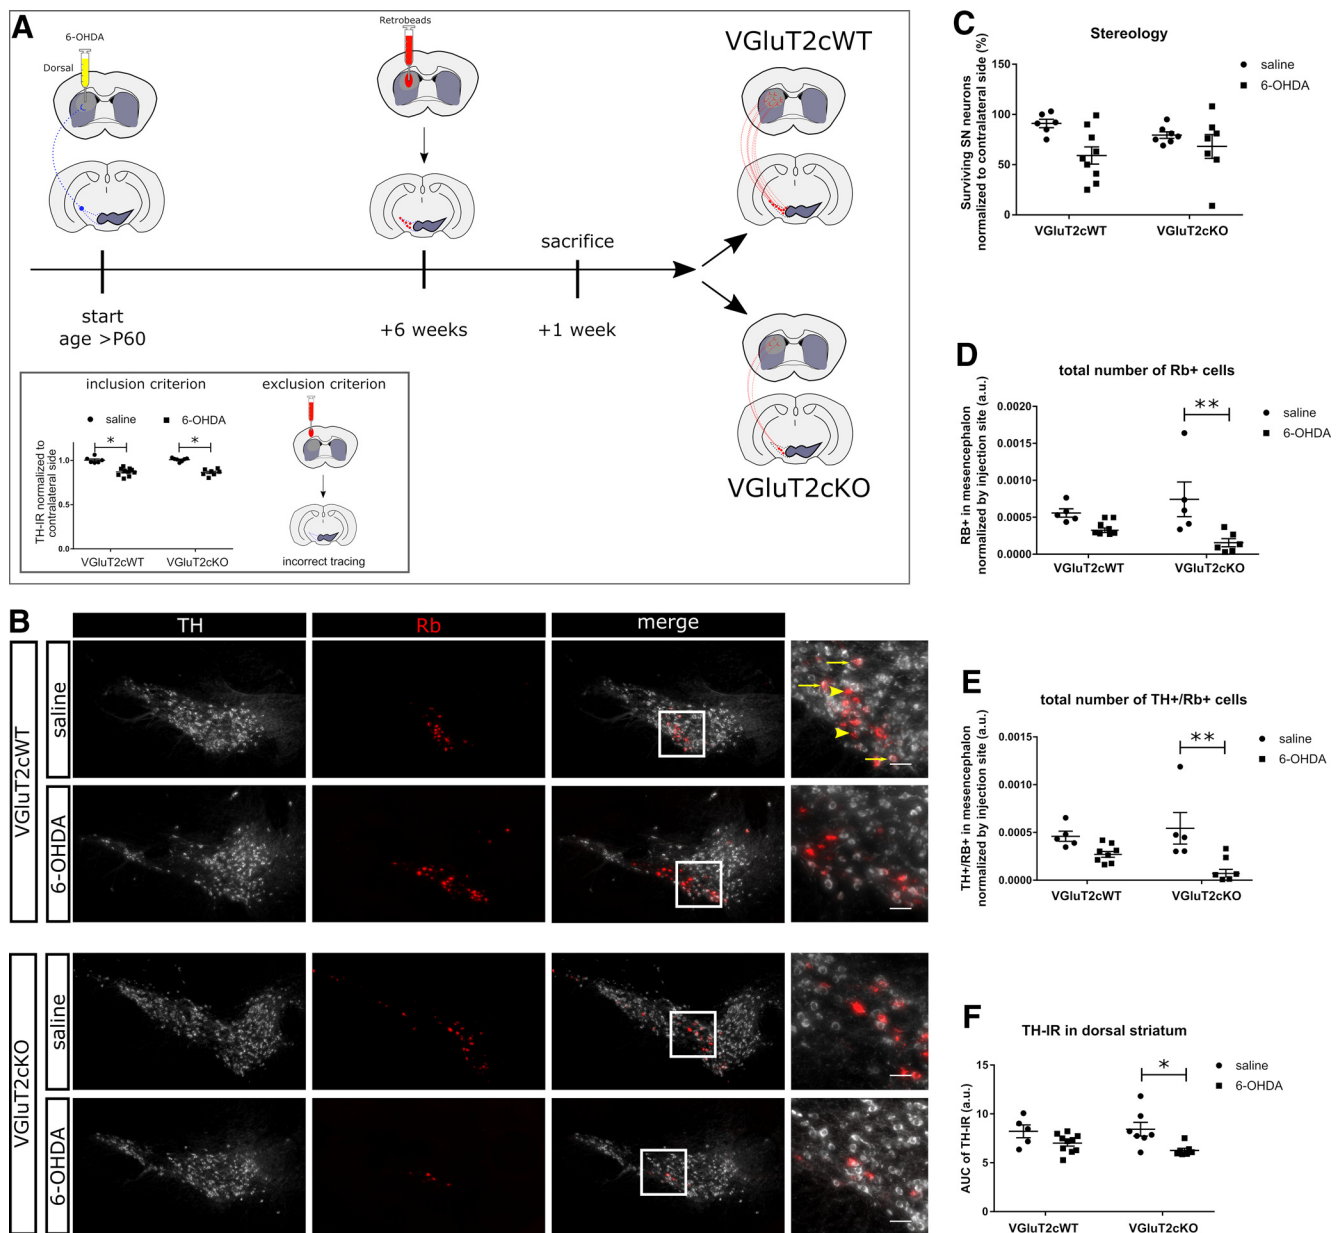 A
6-OHDA
Dorsal
Retrobeads
VGluT2cWT
sacrifice
start
age >P60
+6 weeks
+1 week
VGluT2cKO
inclusion criterion
saline
6-OHDA
*
*
TH-IR normalized to
contralateral side
1.0
0.5
0.0
VGluT2cWT
VGluT2cKO
exclusion criterion
incorrect tracing
B
TH
Rb
merge
VGluT2cWT
saline
6-OHDA
VGluT2cKO
saline
6-OHDA
C
Stereology
saline
6-OHDA
Surviving SN neurons
normalized to contralateral side (%)
150
100
50
0
VGluT2cWT
VGluT2cKO
D
total number of Rb+ cells
saline
6-OHDA
**
RB+ in mesencephalon
normalized by injection site (a.u.)
0.0020
0.0015
0.0010
0.0005
0.0000
VGluT2cWT
VGluT2cKO
E
total number of TH+/Rb+ cells
saline
6-OHDA
**
TH+/RB+ in mesencephalon
normalized by injection site (a.u.)
0.0015
0.0010
0.0005
0.0000
VGluT2cWT
VGluT2cKO
F
TH-IR in dorsal striatum
saline
6-OHDA
*
AUC of TH-IR (a.u.)
15
10
5
0
VGluT2cWT
VGluT2cKO